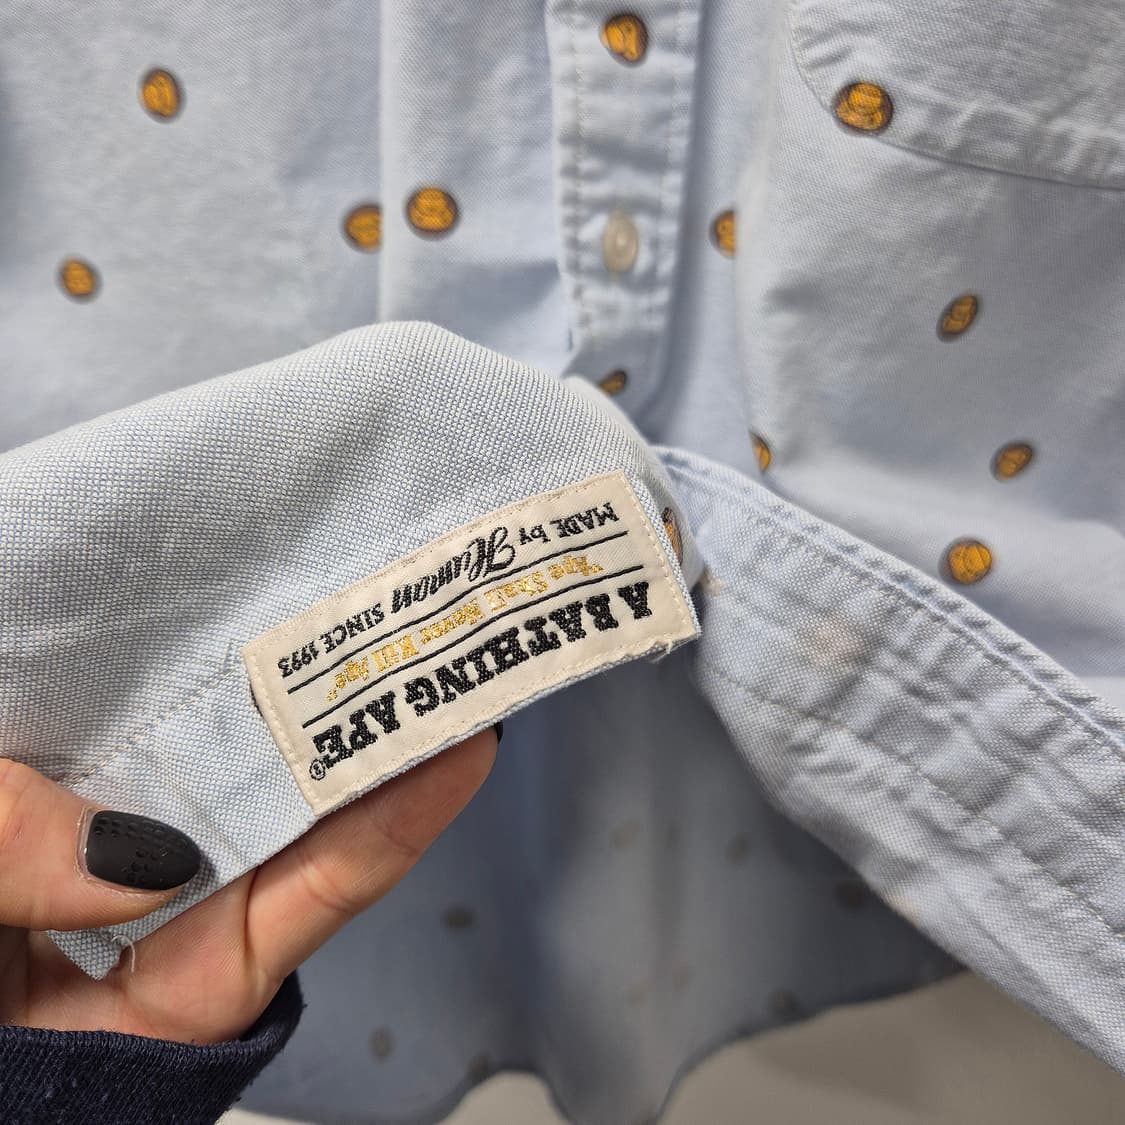 A BATHING APE®
"Ape Shall Never Kill Ape"
MADE by Human SINCE 1993